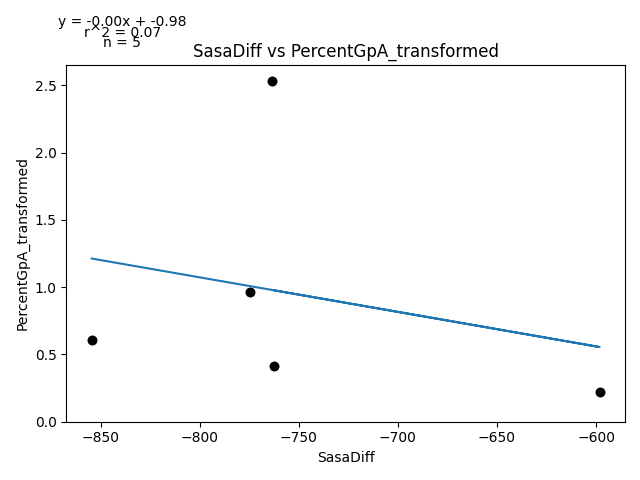 y = -0.00x + -0.98
r^2 = 0.07
n = 5
SasaDiff vs PercentGpA_transformed
PercentGpA_transformed
2.5
2.0
1.5
1.0
0.5
0.0
−850
−800
−750
−700
−650
−600
SasaDiff